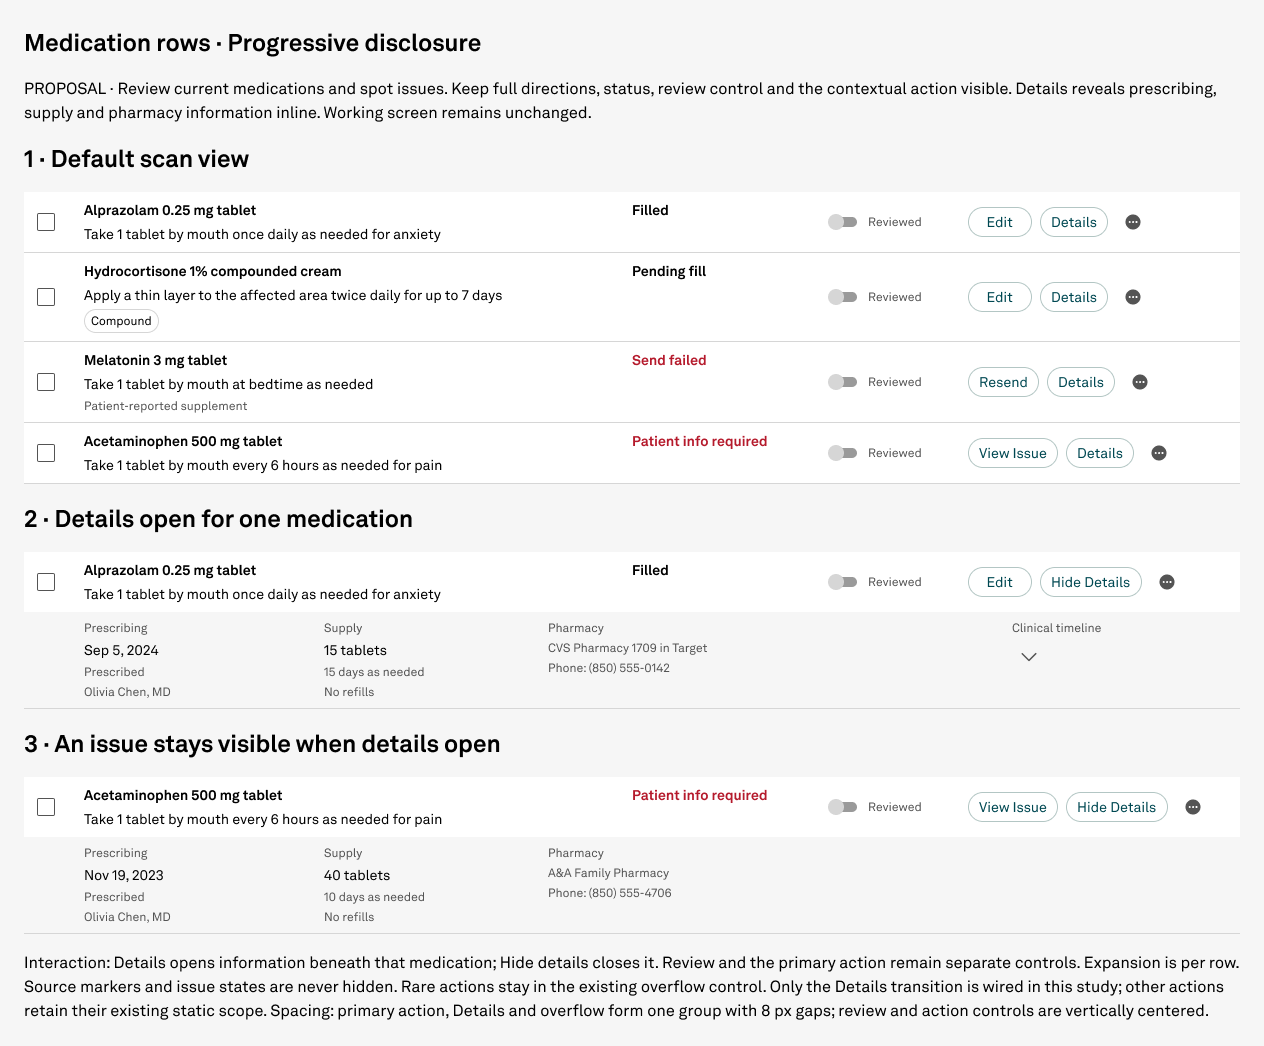 Medication rows · Progressive disclosure
PROPOSAL · Review current medications and spot issues. Keep full directions, status, review control and the contextual action visible. Details reveals prescribing,
supply and pharmacy information inline. Working screen remains unchanged.
1 · Default scan view
Alprazolam 0.25 mg tablet
Take 1 tablet by mouth once daily as needed for anxiety
Filled
Reviewed
Edit
Details
Hydrocortisone 1% compounded cream
Apply a thin layer to the affected area twice daily for up to 7 days
Compound
Pending fill
Reviewed
Edit
Details
Melatonin 3 mg tablet
Take 1 tablet by mouth at bedtime as needed
Patient-reported supplement
Send failed
Reviewed
Resend
Details
Acetaminophen 500 mg tablet
Take 1 tablet by mouth every 6 hours as needed for pain
Patient info required
Reviewed
View Issue
Details
2 · Details open for one medication
Alprazolam 0.25 mg tablet
Take 1 tablet by mouth once daily as needed for anxiety
Filled
Reviewed
Edit
Hide Details
Prescribing
Sep 5, 2024
Prescribed
Olivia Chen, MD
Supply
15 tablets
15 days as needed
No refills
Pharmacy
CVS Pharmacy 1709 in Target
Phone: (850) 555-0142
Clinical timeline
3 · An issue stays visible when details open
Acetaminophen 500 mg tablet
Take 1 tablet by mouth every 6 hours as needed for pain
Patient info required
Reviewed
View Issue
Hide Details
Prescribing
Nov 19, 2023
Prescribed
Olivia Chen, MD
Supply
40 tablets
10 days as needed
No refills
Pharmacy
A&A Family Pharmacy
Phone: (850) 555-4706
Interaction: Details opens information beneath that medication; Hide details closes it. Review and the primary action remain separate controls. Expansion is per row.
Source markers and issue states are never hidden. Rare actions stay in the existing overflow control. Only the Details transition is wired in this study; other actions
retain their existing static scope. Spacing: primary action, Details and overflow form one group with 8 px gaps; review and action controls are vertically centered.